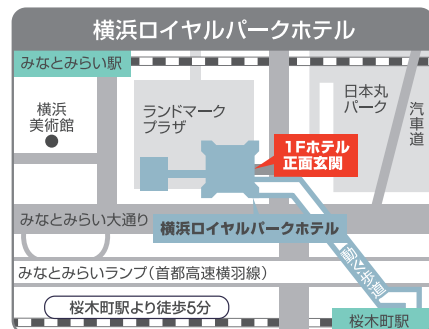 横浜ロイヤルパークホテル
みなとみらい駅
横浜
美術館
ランドマーク
プラザ
日本丸
パーク
汽車道
1Fホテル
正面玄関
みなとみらい大通り
横浜ロイヤルパークホテル
動く歩道
みなとみらいランプ(首都高速横羽線)
桜木町駅より徒歩5分
桜木町駅